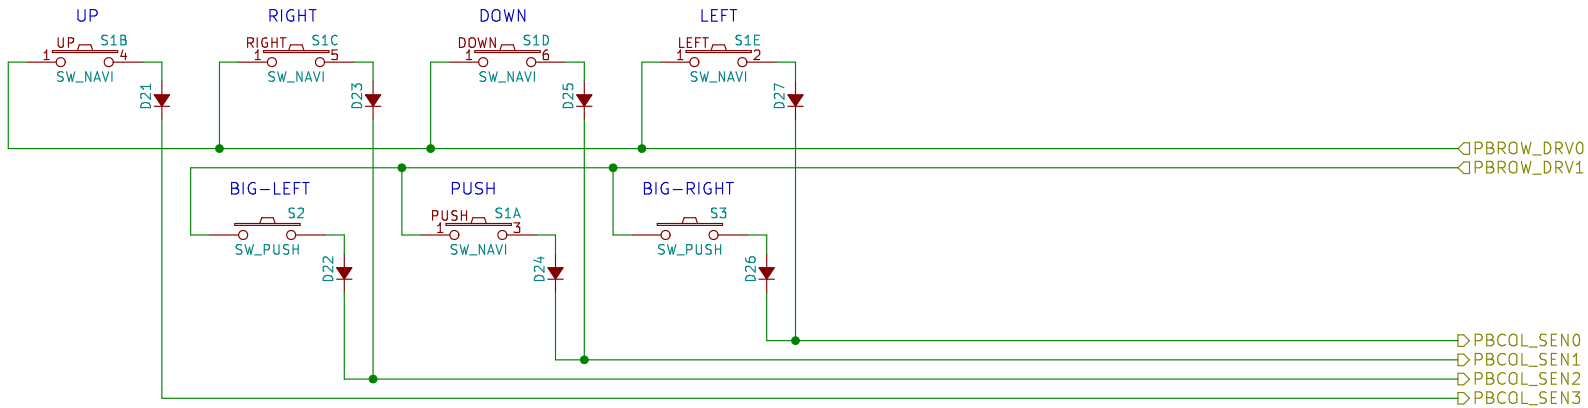 UP RIGHT DOWN LEFT
UP S1B RIGHT S1C DOWN S1D LEFT S1E
1 4 1 5 1 6 1 2
SW_NAVI SW_NAVI SW_NAVI SW_NAVI
D21 D23 D25 D27
PBROW_DRV0
PBROW_DRV1
BIG-LEFT PUSH BIG-RIGHT
S2 PUSH S1A S3
1 3
SW_PUSH SW_NAVI SW_PUSH
D22 D24 D26
PBCOL_SEN0
PBCOL_SEN1
PBCOL_SEN2
PBCOL_SEN3